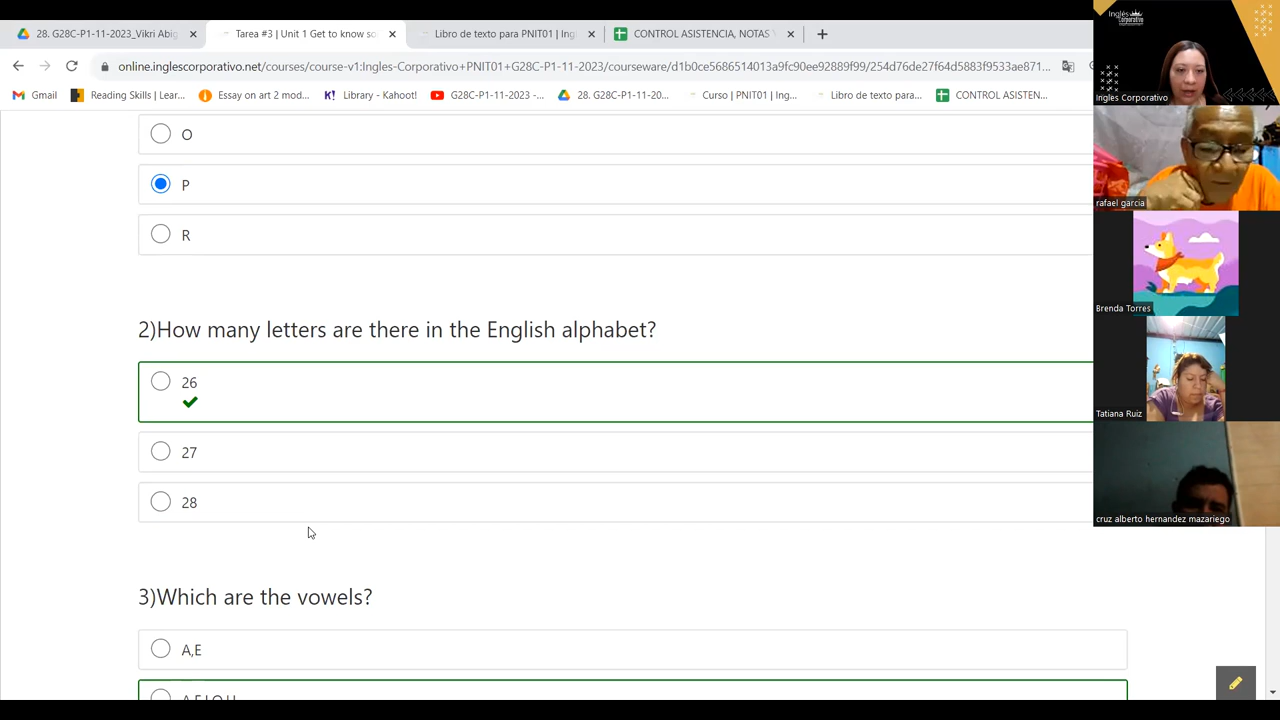 28. G28C-P1-11-2023_Vikri Abi
Tarea #3 | Unit 1 Get to know so
Libro de texto para PNIT01 | Ing
CONTROL ASISTENCIA, NOTAS Y
online.inglescorporativo.net/courses/course-v1:Ingles-Corporativo+PNIT01+G28C-P1-11-2023/courseware/d1b0ce5686514013a9fc90ee92889f99/254d76de27f64d5883f9533ae871...
Gmail
Reading Skills | Lear...
Essay on art 2 mod...
Library - Kano...
G28C-P1-11-2023 -...
28. G28C-P1-11-20...
Curso | PNIT01 Ing...
Libro de texto para...
CONTROL ASISTEN...
O
P
R
2)How many letters are there in the English alphabet?
26
27
28
3)Which are the vowels?
A,E
A,E,I,O,U
Inglés
Corporativo
Ingles Corporativo
rafael garcia
Brenda Torres
Tatiana Ruiz
cruz alberto hernandez mazariego